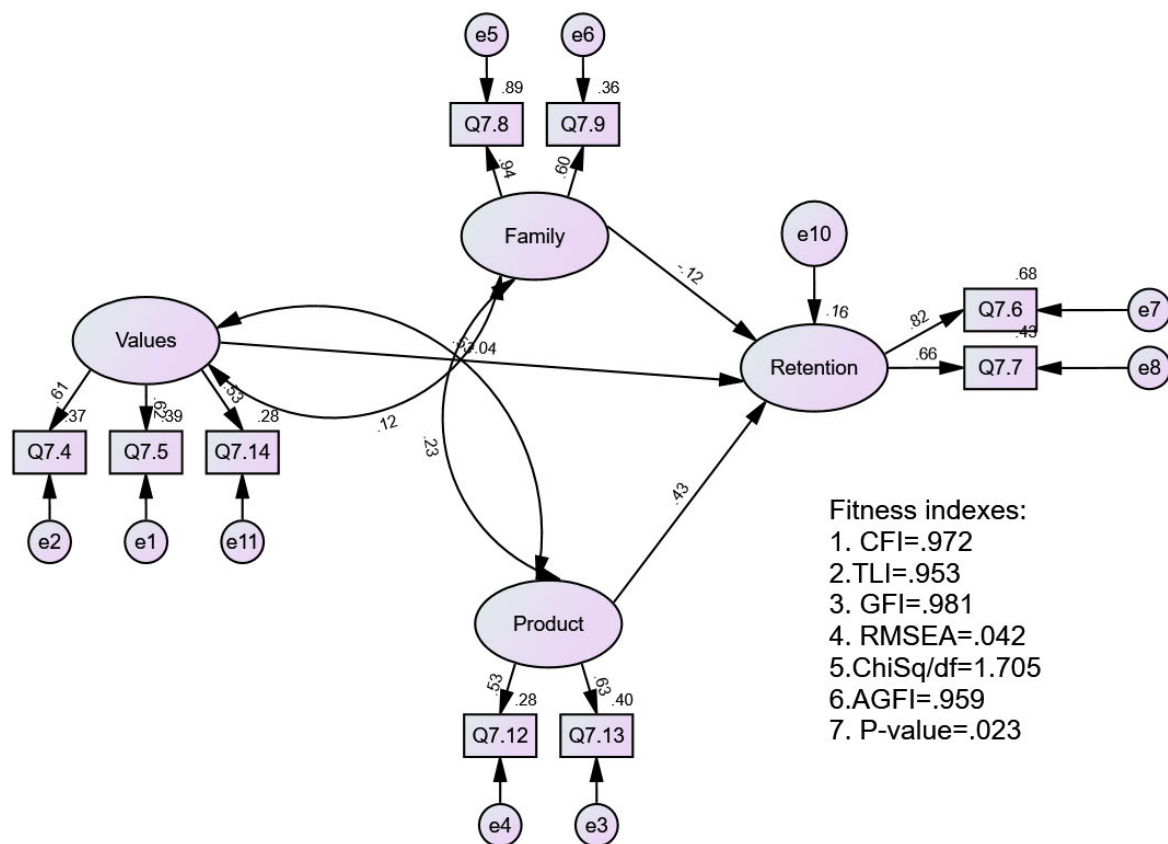 e5
e6
.89
.36
Q7.8
Q7.9
.94
.60
Family
e10
-.12
.16
.68
Q7.6
e7
.82
.43
Q7.7
e8
.66
Retention
Values
.04
.61
.37
.62
.39
.53
.28
.12
.23
Q7.4
Q7.5
Q7.14
e2
e1
e11
.43
Product
.53
.28
.63
.40
Q7.12
Q7.13
e4
e3
Fitness indexes:
1. CFI=.972
2.TLI=.953
3. GFI=.981
4. RMSEA=.042
5.ChiSq/df=1.705
6.AGFI=.959
7. P-value=.023